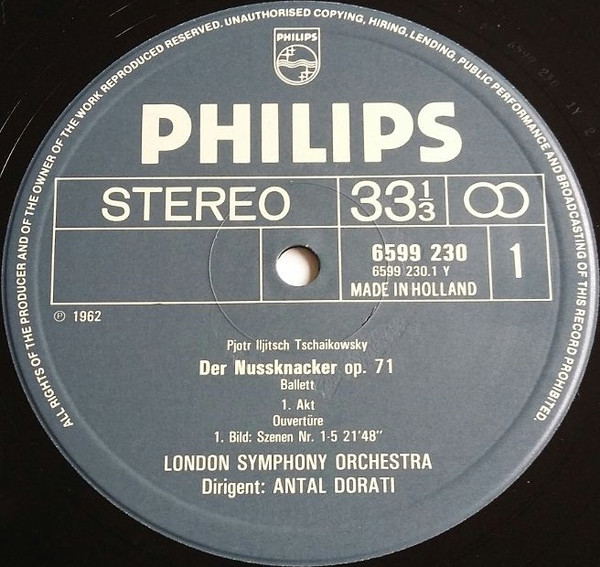 ALL RIGHTS OF THE PRODUCER AND OF THE OWNER OF THE WORK REPRODUCED RESERVED. UNAUTHORISED COPYING, HIRING, LENDING, PUBLIC PERFORMANCE AND BROADCASTING OF THIS RECORD PROHIBITED.
PHILIPS
PHILIPS
STEREO 33⅓
6599 230
6599 230.1 Y
MADE IN HOLLAND
1
℗ 1962
Pjotr Iljitsch Tschaikowsky
Der Nussknacker op. 71
Ballett
1. Akt
Ouvertüre
1. Bild: Szenen Nr. 1-5 21'48"
LONDON SYMPHONY ORCHESTRA
Dirigent: ANTAL DORATI